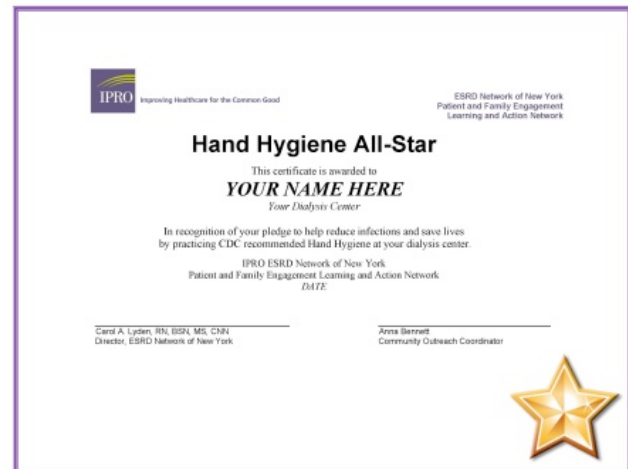 IPRO
Improving Healthcare for the Common Good
ESRD Network of New York
Patient and Family Engagement
Learning and Action Network
Hand Hygiene All-Star
This certificate is awarded to
YOUR NAME HERE
Your Dialysis Center
In recognition of your pledge to help reduce infections and save lives
by practicing CDC recommended Hand Hygiene at your dialysis center.
IPRO ESRD Network of New York
Patient and Family Engagement Learning and Action Network
DATE
Carol A. Lyden, RN, BSN, MS, CNN
Director, ESRD Network of New York
Anna Bennett
Community Outreach Coordinator